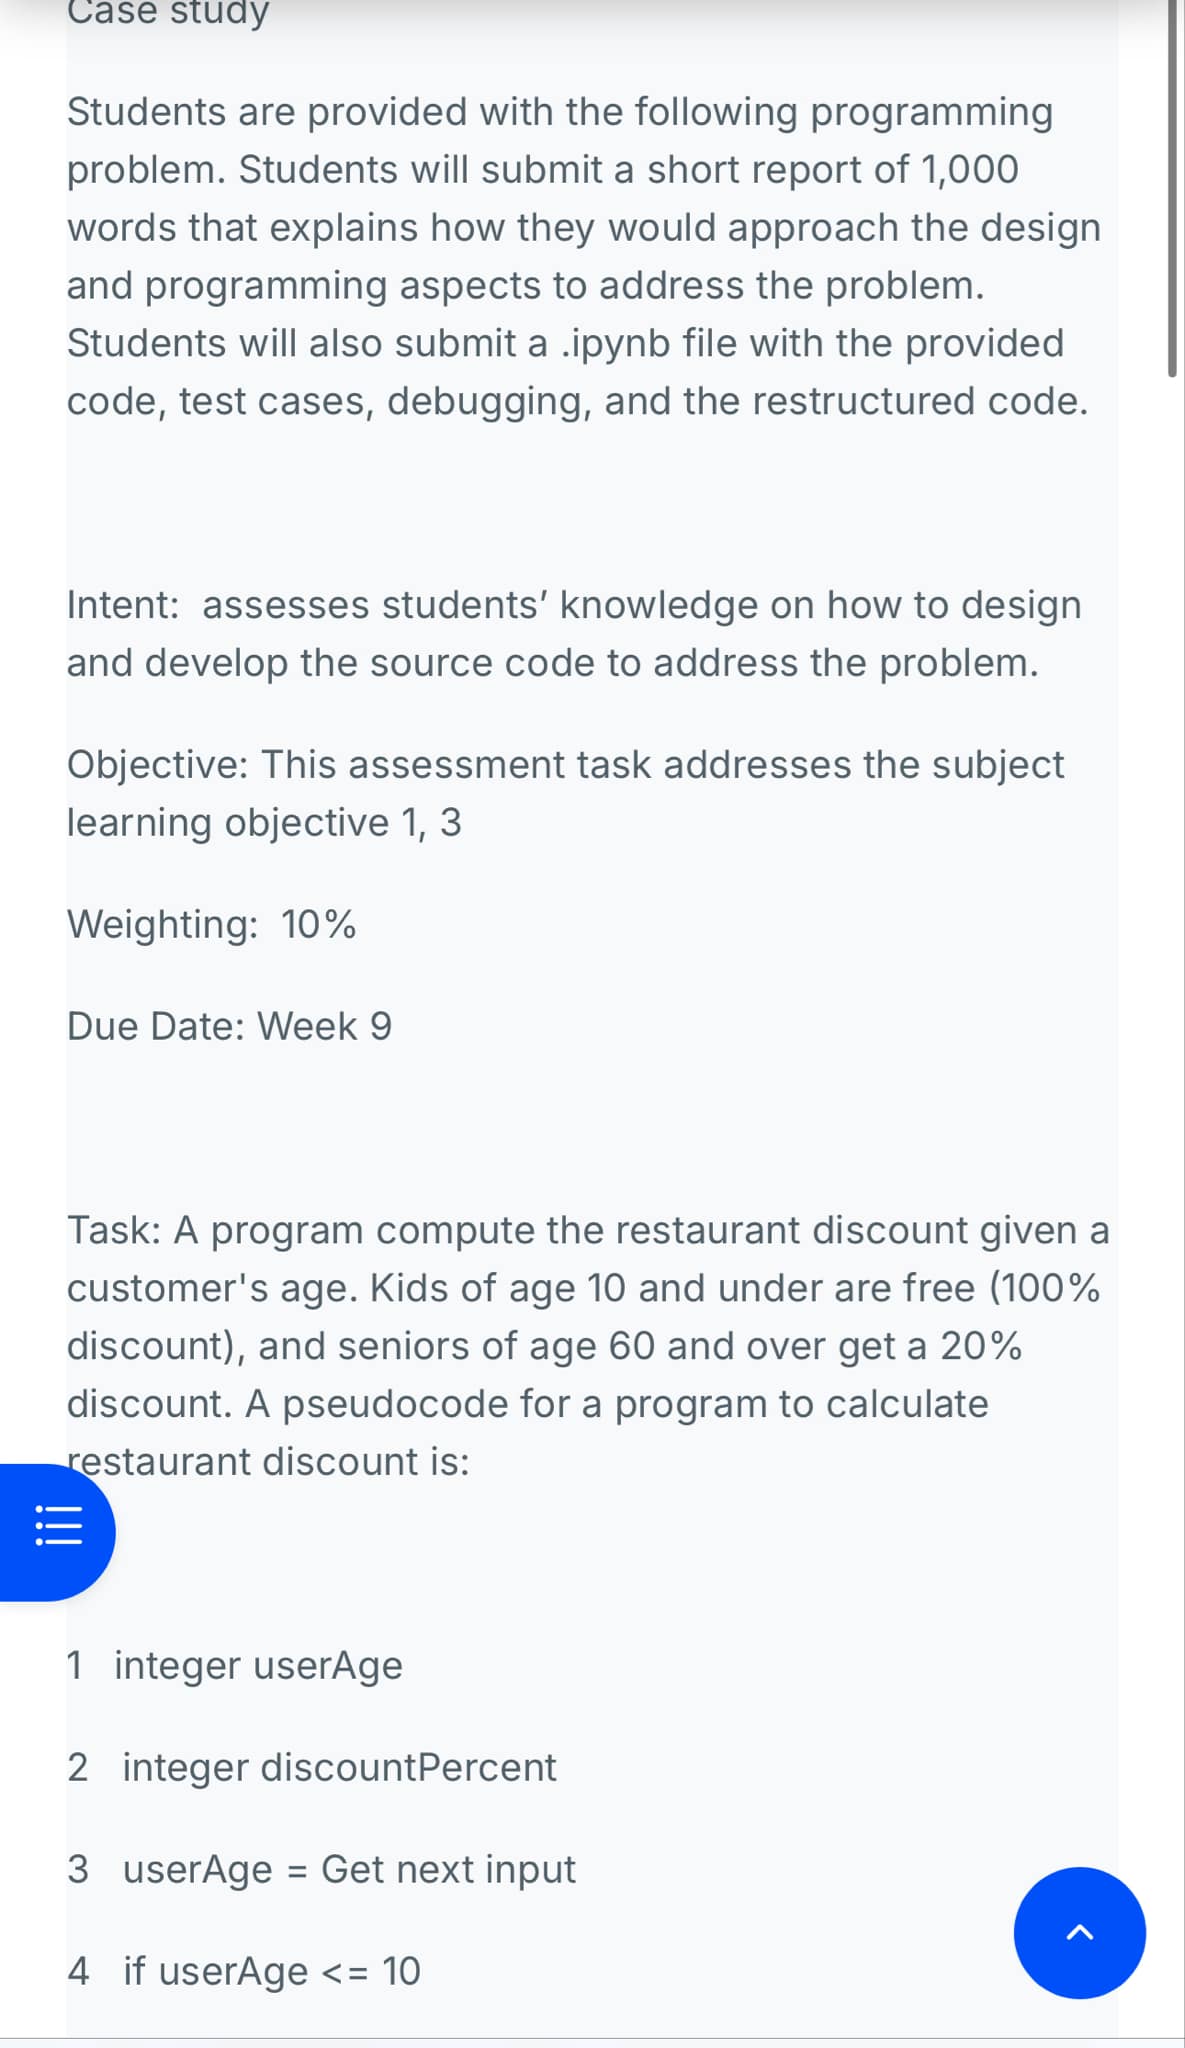 Case study
Students are provided with the following programming
problem. Students will submit a short report of 1,000
words that explains how they would approach the design
and programming aspects to address the problem.
Students will also submit a .ipynb file with the provided
code, test cases, debugging, and the restructured code.
Intent:  assesses students’ knowledge on how to design
and develop the source code to address the problem.
Objective: This assessment task addresses the subject
learning objective 1, 3
Weighting:  10%
Due Date: Week 9
Task: A program compute the restaurant discount given a
customer's age. Kids of age 10 and under are free (100%
discount), and seniors of age 60 and over get a 20%
discount. A pseudocode for a program to calculate
restaurant discount is:
1   integer userAge
2   integer discountPercent
3   userAge = Get next input
4   if userAge <= 10